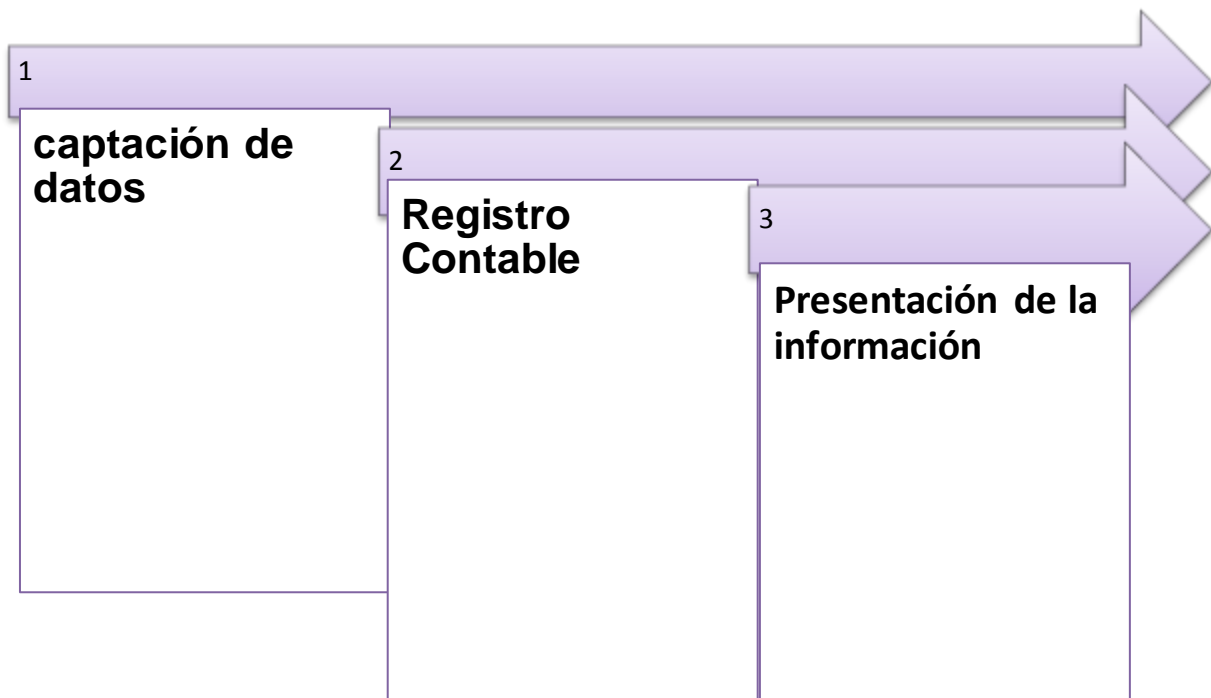 1
captación de
datos
2
Registro
Contable
3
Presentación de la
información